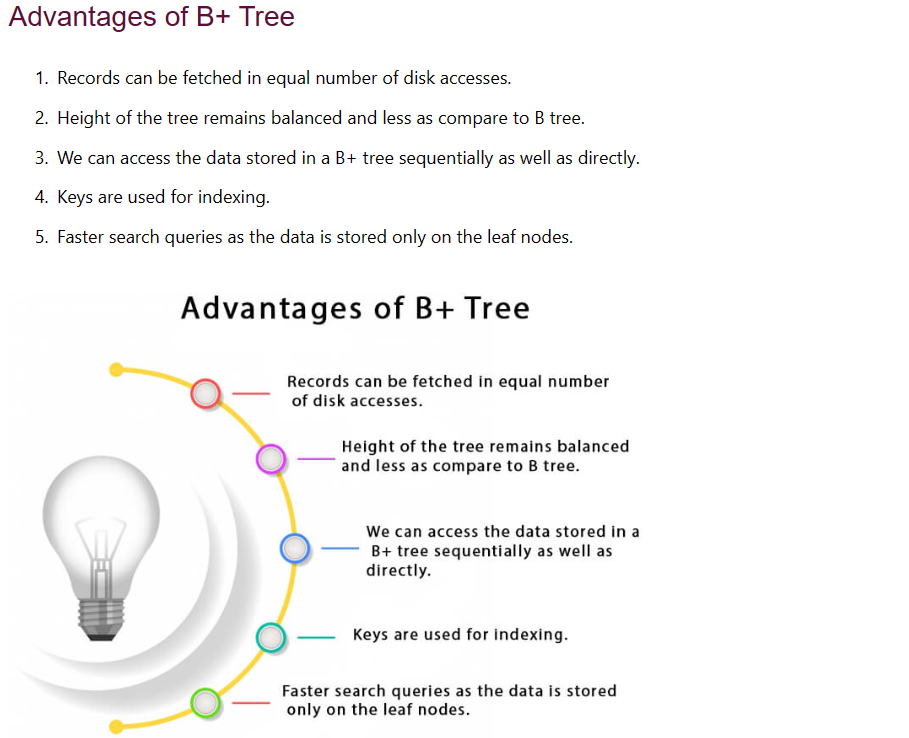 Advantages of B+ Tree
1. Records can be fetched in equal number of disk accesses.
2. Height of the tree remains balanced and less as compare to B tree.
3. We can access the data stored in a B+ tree sequentially as well as directly.
4. Keys are used for indexing.
5. Faster search queries as the data is stored only on the leaf nodes.
Advantages of B+ Tree
Records can be fetched in equal number
of disk accesses.
Height of the tree remains balanced
and less as compare to B tree.
We can access the data stored in a
B+ tree sequentially as well as
directly.
Keys are used for indexing.
Faster search queries as the data is stored
only on the leaf nodes.